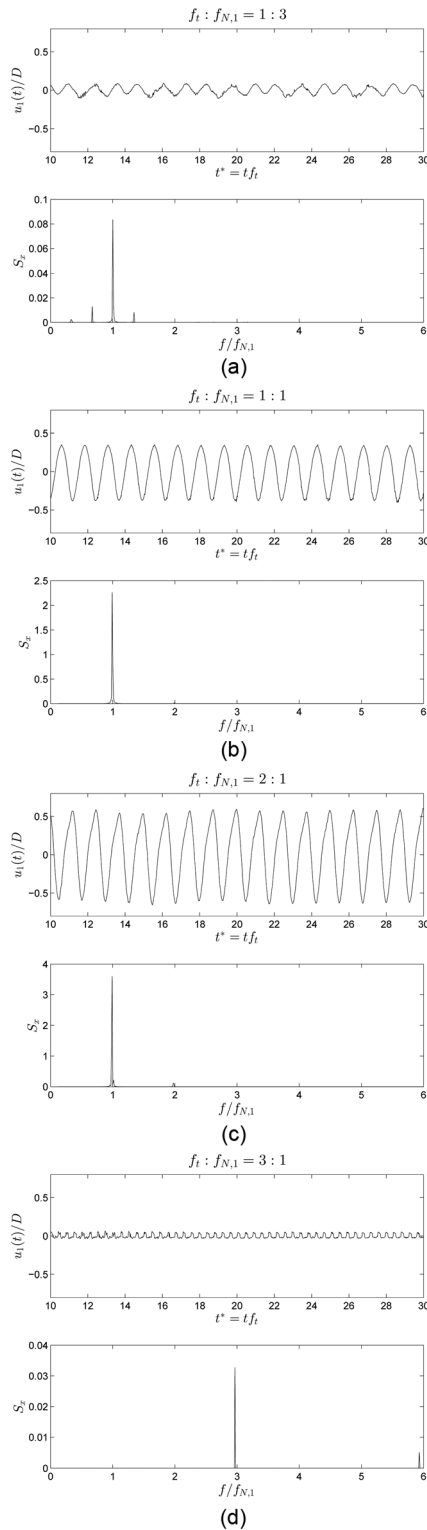 f_t : f_{N,1} = 1 : 3
u_1(t)/D
0.5
0
−0.5
10 12 14 16 18 20 22 24 26 28 30
t* = tf_t
S_x
0.1
0.08
0.06
0.04
0.02
0
0 1 2 3 4 5 6
f/f_{N,1}
(a)
f_t : f_{N,1} = 1 : 1
u_1(t)/D
0.5
0
−0.5
10 12 14 16 18 20 22 24 26 28 30
t* = tf_t
S_x
2.5
2
1.5
1
0.5
0
0 1 2 3 4 5 6
f/f_{N,1}
(b)
f_t : f_{N,1} = 2 : 1
u_1(t)/D
0.5
0
−0.5
10 12 14 16 18 20 22 24 26 28 30
t* = tf_t
S_x
4
3
2
1
0
0 1 2 3 4 5 6
f/f_{N,1}
(c)
f_t : f_{N,1} = 3 : 1
u_1(t)/D
0.5
0
−0.5
10 12 14 16 18 20 22 24 26 28 30
t* = tf_t
S_x
0.04
0.03
0.02
0.01
0
0 1 2 3 4 5 6
f/f_{N,1}
(d)